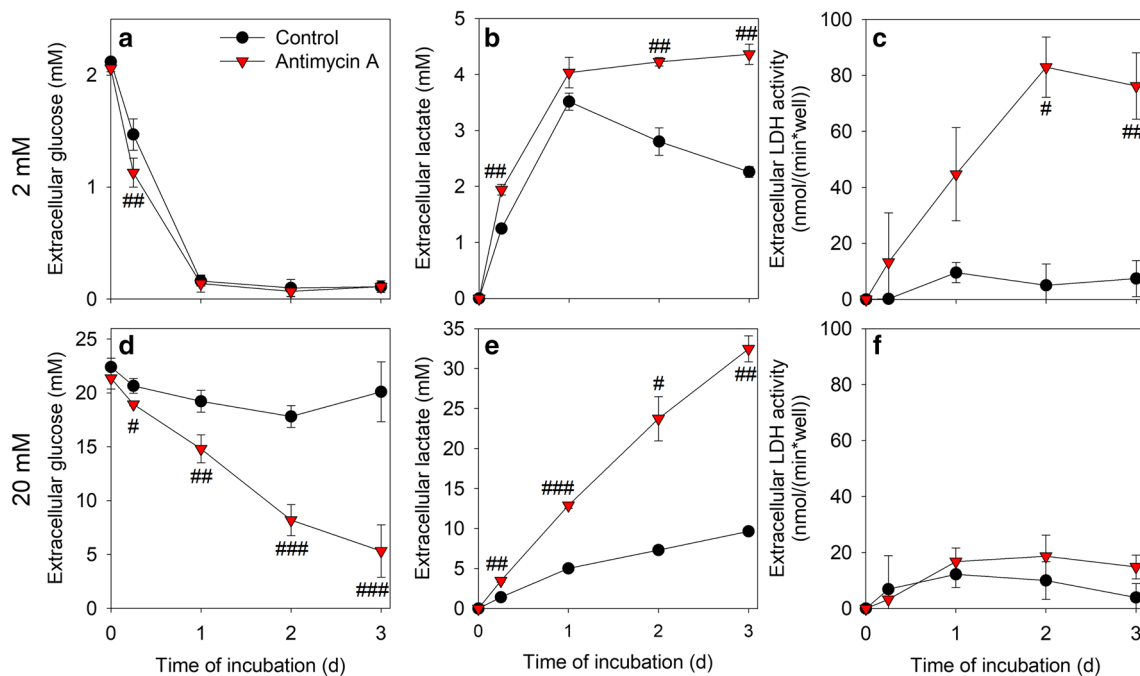 a
Control
Antimycin A
2 mM
Extracellular glucose (mM)
2
1
0
##
b
Extracellular lactate (mM)
5
4
3
2
1
0
##
##
##
c
Extracellular LDH activity
(nmol/(min*well))
100
80
60
40
20
0
#
##
d
20 mM
Extracellular glucose (mM)
25
20
15
10
5
0
#
##
###
###
0 1 2 3
Time of incubation (d)
e
Extracellular lactate (mM)
35
30
25
20
15
10
5
0
##
###
#
##
0 1 2 3
Time of incubation (d)
f
Extracellular LDH activity
(nmol/(min*well))
100
80
60
40
20
0
0 1 2 3
Time of incubation (d)